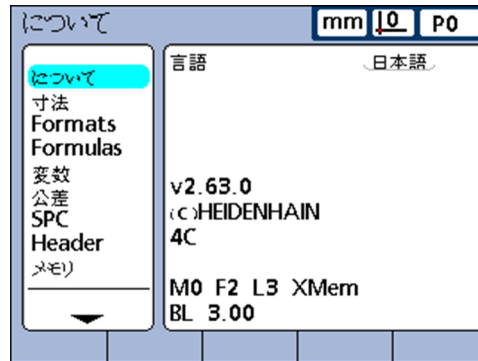 について
mm 0 P0
について
寸法
Formats
Formulas
変数
公差
SPC
Header
メモリ
言語 日本語
v2.63.0
(C)HEIDENHAIN
4C
M0 F2 L3 XMem
BL 3.00